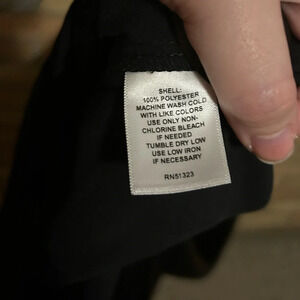 SHELL:
100% POLYESTER
MACHINE WASH COLD
WITH LIKE COLORS
USE ONLY NON-
CHLORINE BLEACH
IF NEEDED
TUMBLE DRY LOW
USE LOW IRON
IF NECESSARY
RN51323